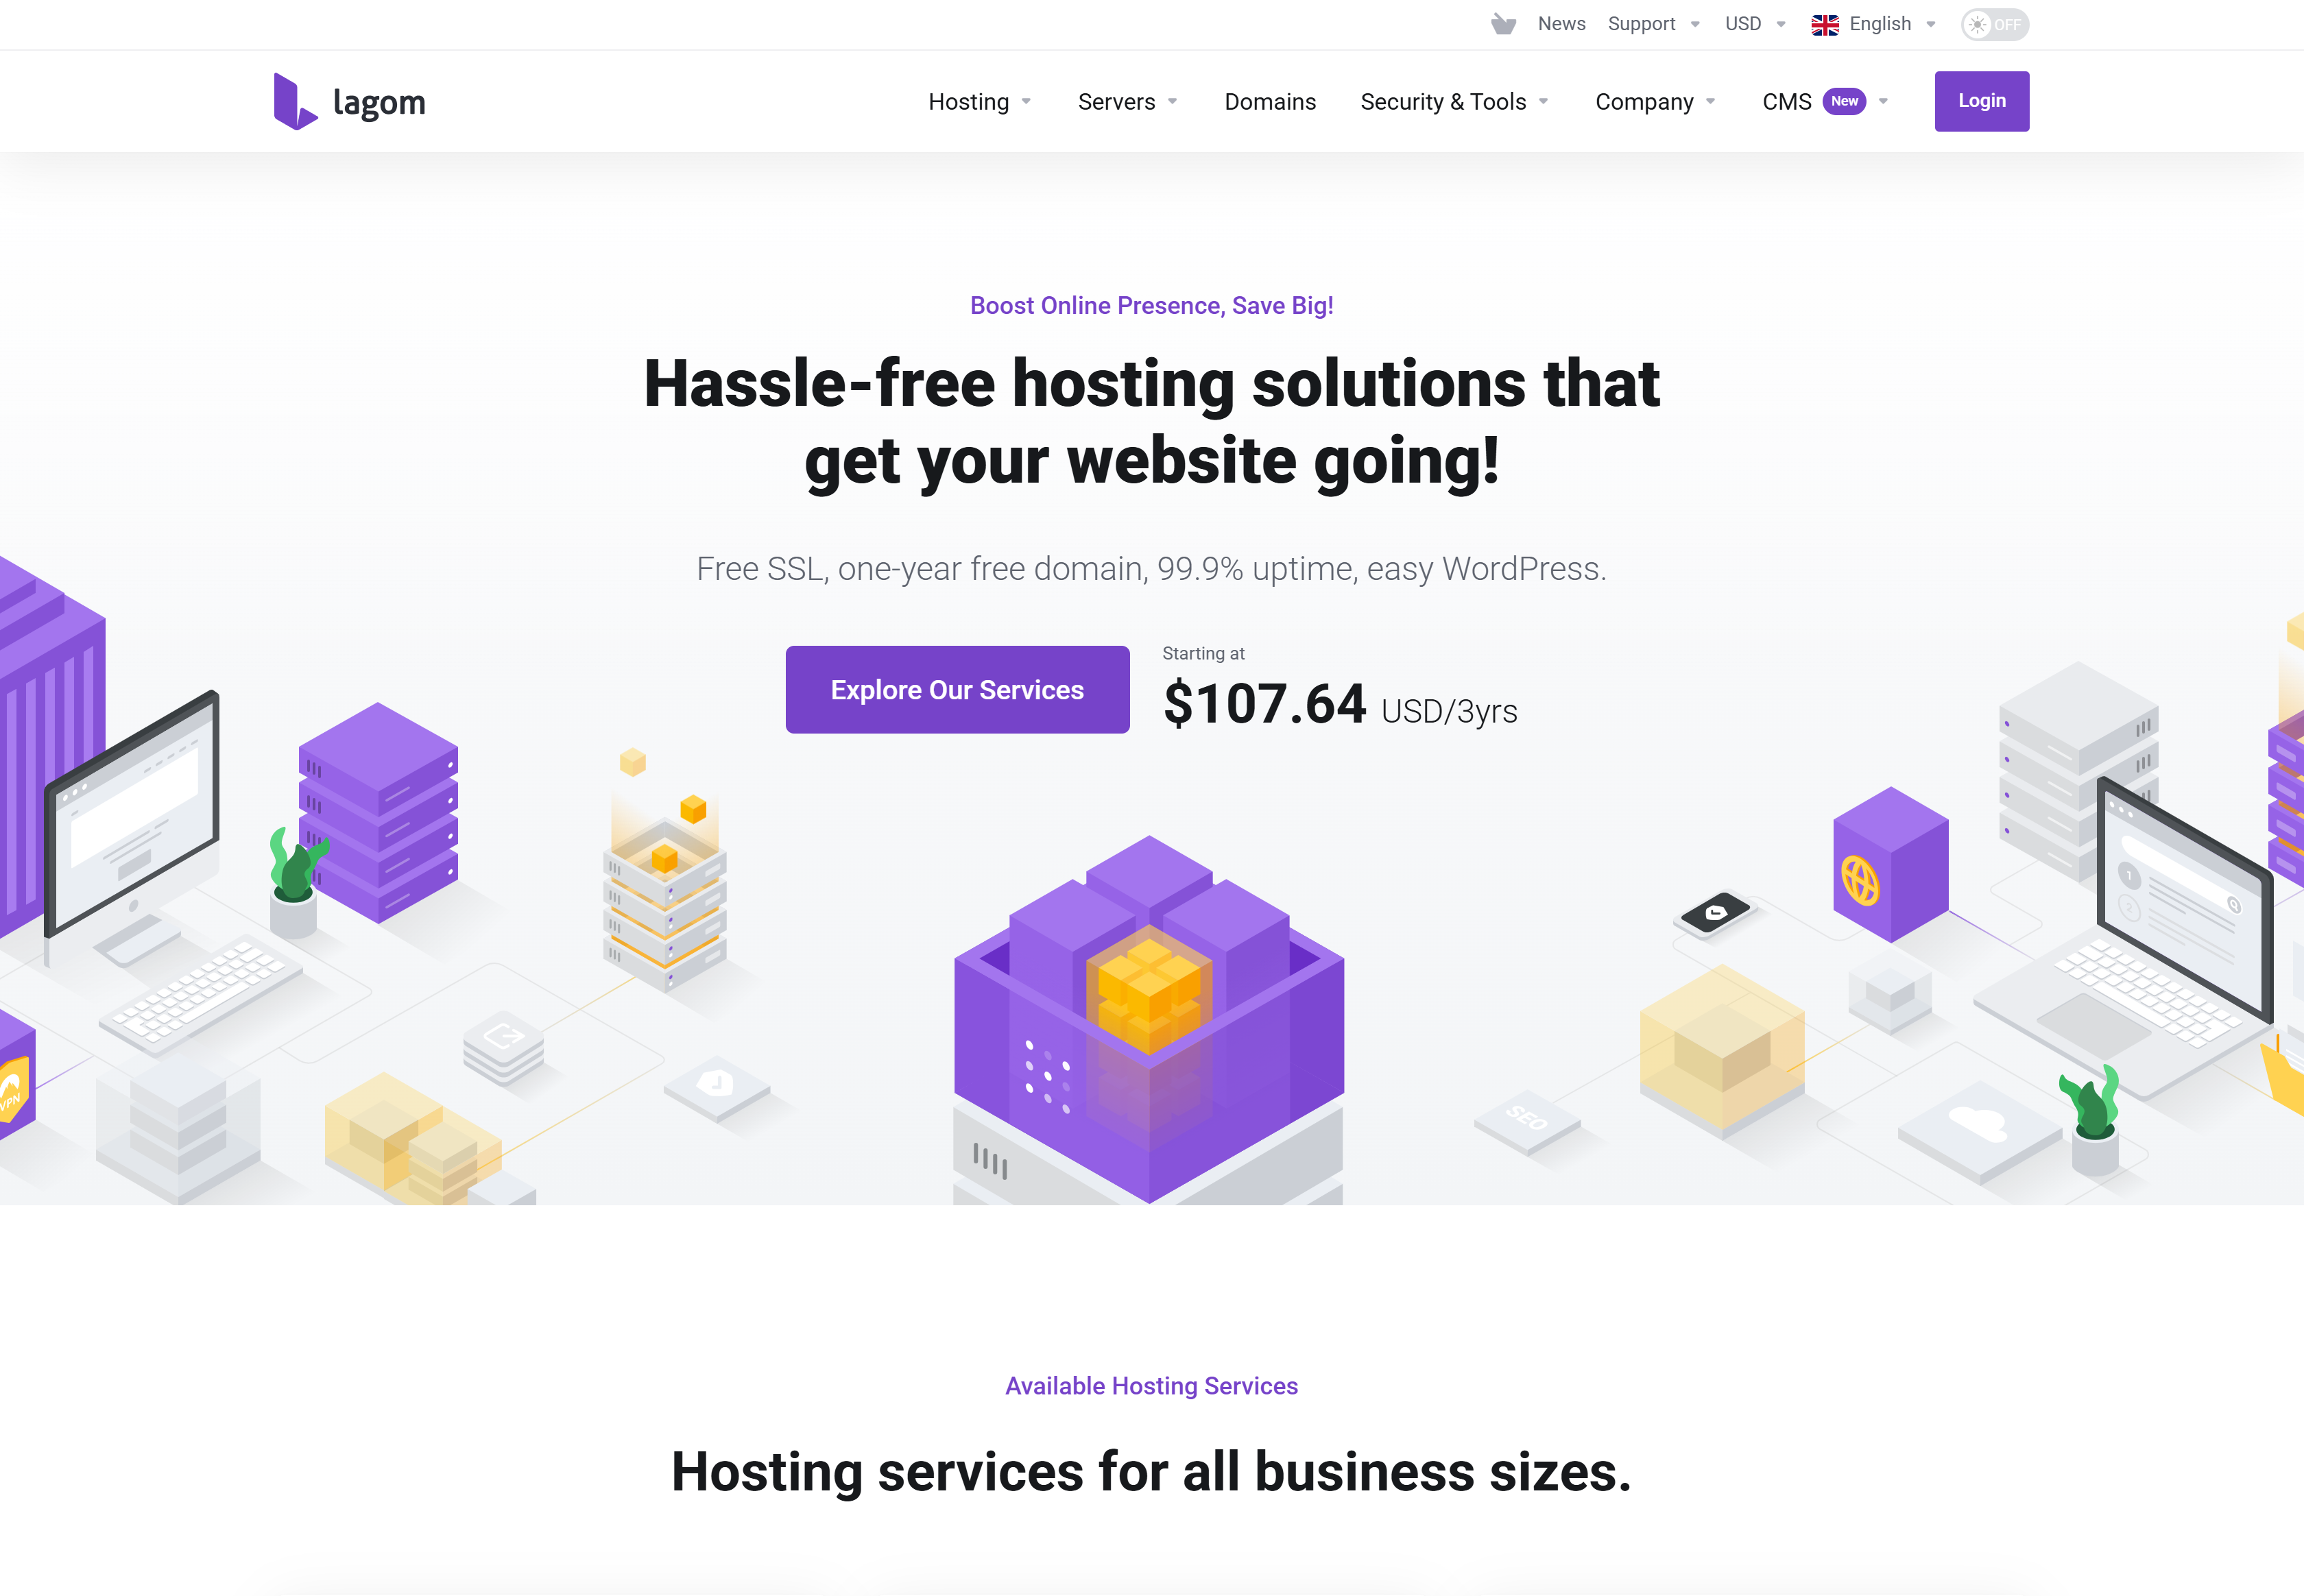 News Support USD English OFF
lagom
Hosting Servers Domains Security & Tools Company CMS New Login
Boost Online Presence, Save Big!
Hassle-free hosting solutions that
get your website going!
Free SSL, one-year free domain, 99.9% uptime, easy WordPress.
Explore Our Services
Starting at
$107.64 USD/3yrs
1
2
VPN
SEO
Available Hosting Services
Hosting services for all business sizes.